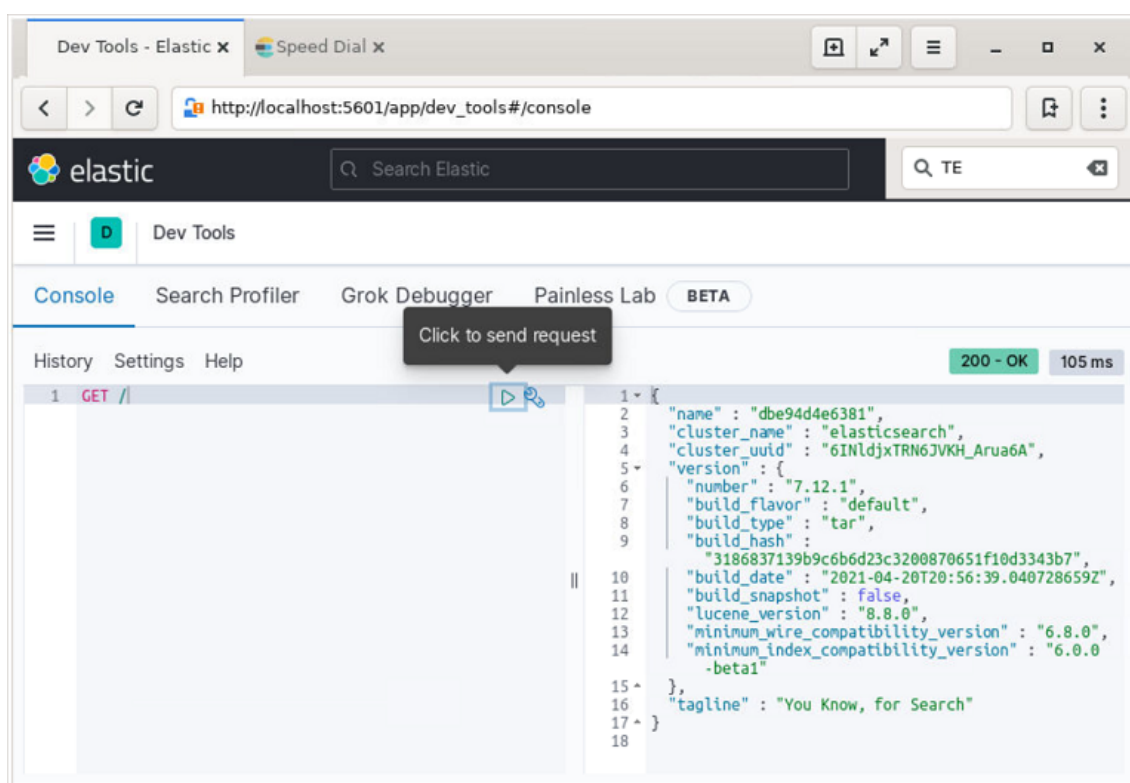 Dev Tools - Elastic Speed Dial
http://localhost:5601/app/dev_tools#/console
elastic Search Elastic TE
D Dev Tools
Console Search Profiler Grok Debugger Painless Lab BETA
Click to send request
History Settings Help 200 - OK 105 ms
1 GET /
1 {
2 "name" : "dbe94d4e6381",
3 "cluster_name" : "elasticsearch",
4 "cluster_uuid" : "6INldjxTRN6JVKH_Arua6A",
5 "version" : {
6 "number" : "7.12.1",
7 "build_flavor" : "default",
8 "build_type" : "tar",
9 "build_hash" :
"3186837139b9c6b6d23c3200870651f10d3343b7",
10 "build_date" : "2021-04-20T20:56:39.040728659Z",
11 "build_snapshot" : false,
12 "lucene_version" : "8.8.0",
13 "minimum_wire_compatibility_version" : "6.8.0",
14 "minimum_index_compatibility_version" : "6.0.0
-beta1"
15 },
16 "tagline" : "You Know, for Search"
17 }
18